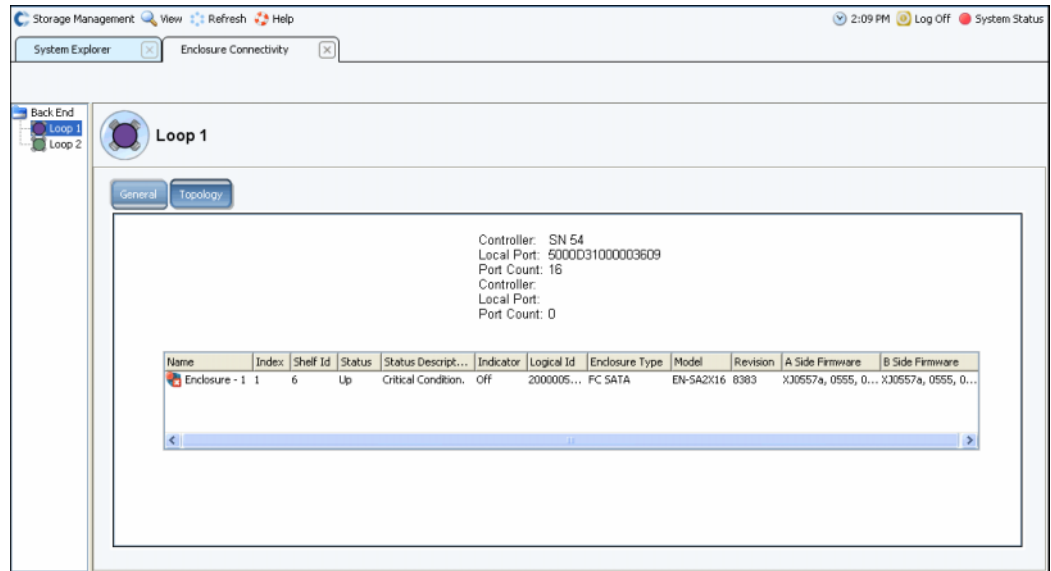 Storage Management View Refresh Help 2:09 PM Log Off System Status
System Explorer Enclosure Connectivity
Back End
Loop 1
Loop 2
Loop 1
General Topology
Controller: SN 54
Local Port: 5000D31000003609
Port Count: 16
Controller:
Local Port:
Port Count: 0
Name Index Shelf Id Status Status Descript... Indicator Logical Id Enclosure Type Model Revision A Side Firmware B Side Firmware
Enclosure - 1 1 6 Up Critical Condition. Off 2000005... FC SATA EN-SA2X16 8383 XJ0557a, 0555, 0... XJ0557a, 0555, 0...